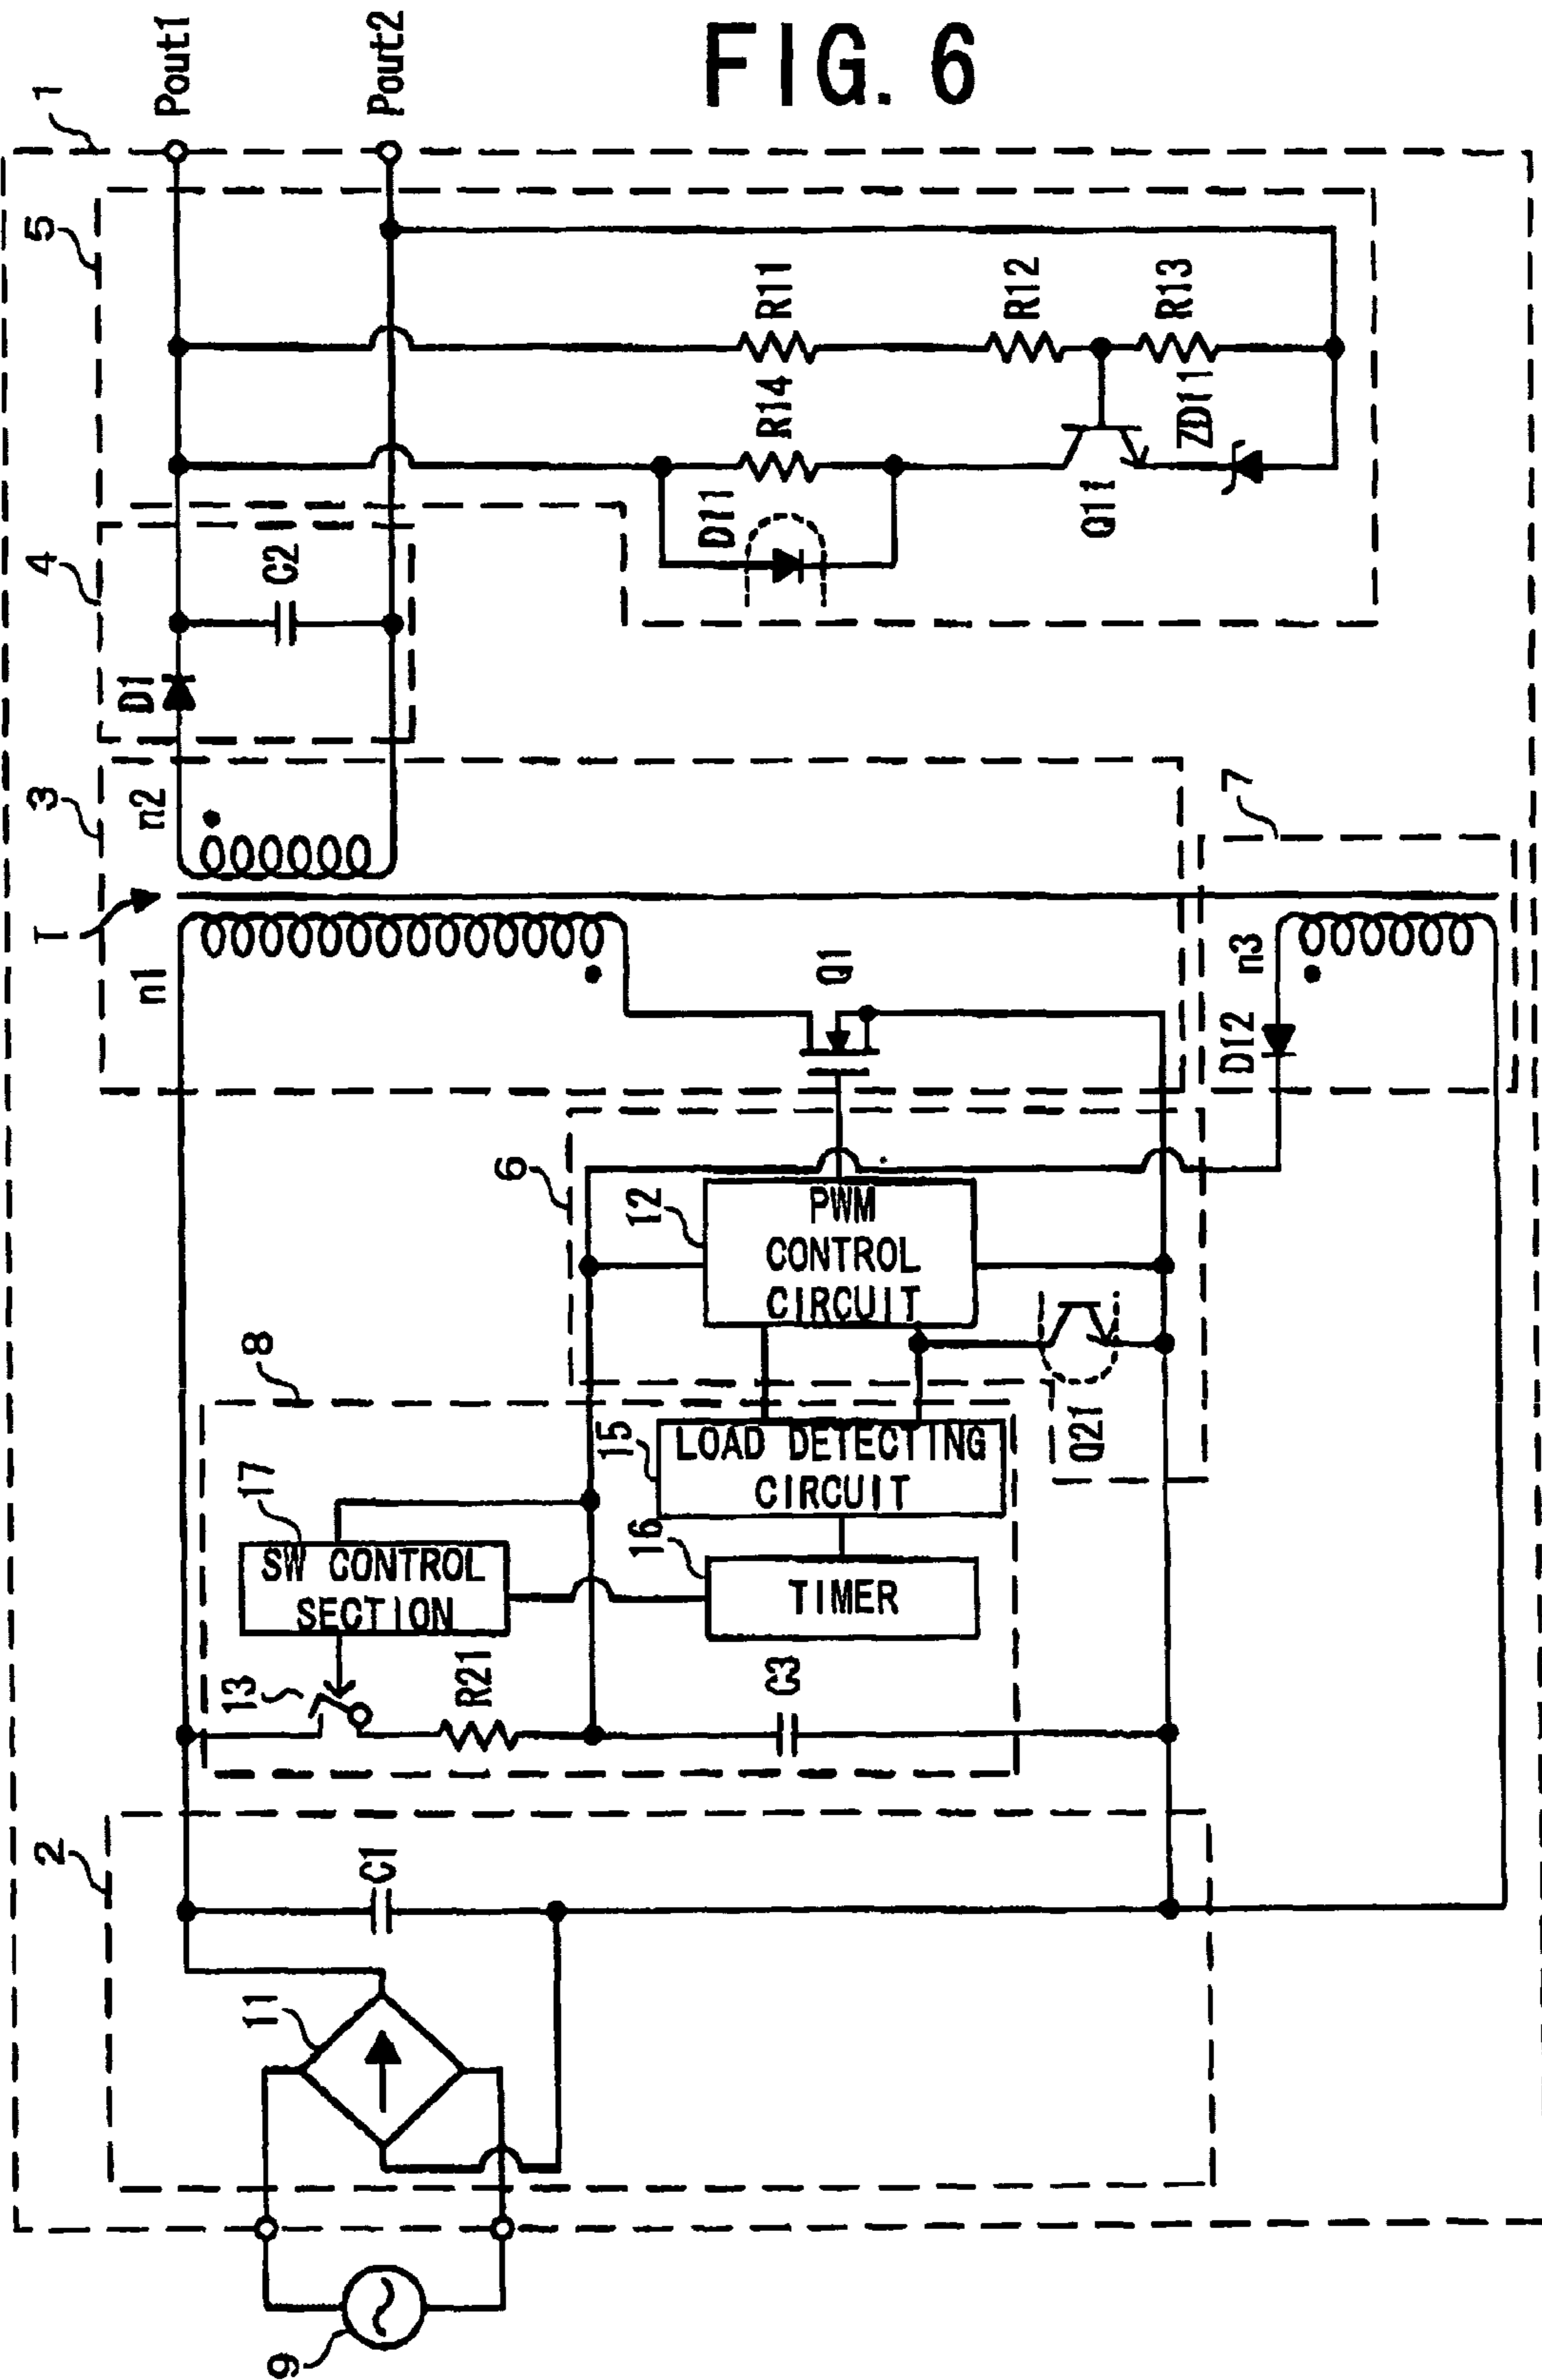 FIG. 6
1
Pout1
Pout2
5
R11
R12
R13
R14
ZD11
D11
Q11
4
C2
D1
3
n2
7
T
n1
Q1
n3
D12
6
12
PWM
CONTROL
CIRCUIT
8
15
LOAD DETECTING
CIRCUIT
Q21
17
SW CONTROL
SECTION
16
TIMER
13
R21
C3
2
C1
11
9